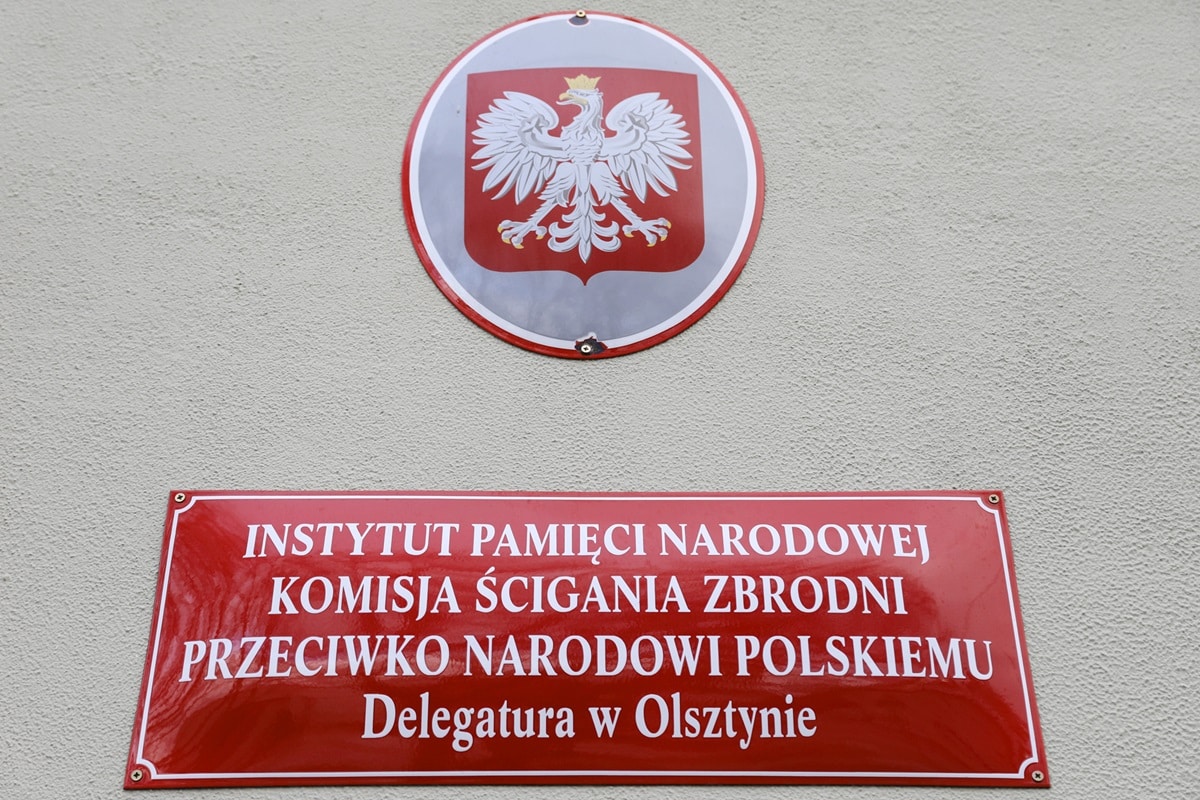 INSTYTUT PAMIĘCI NARODOWEJ
KOMISJA ŚCIGANIA ZBRODNI
PRZECIWKO NARODOWI POLSKIEMU
Delegatura w Olsztynie